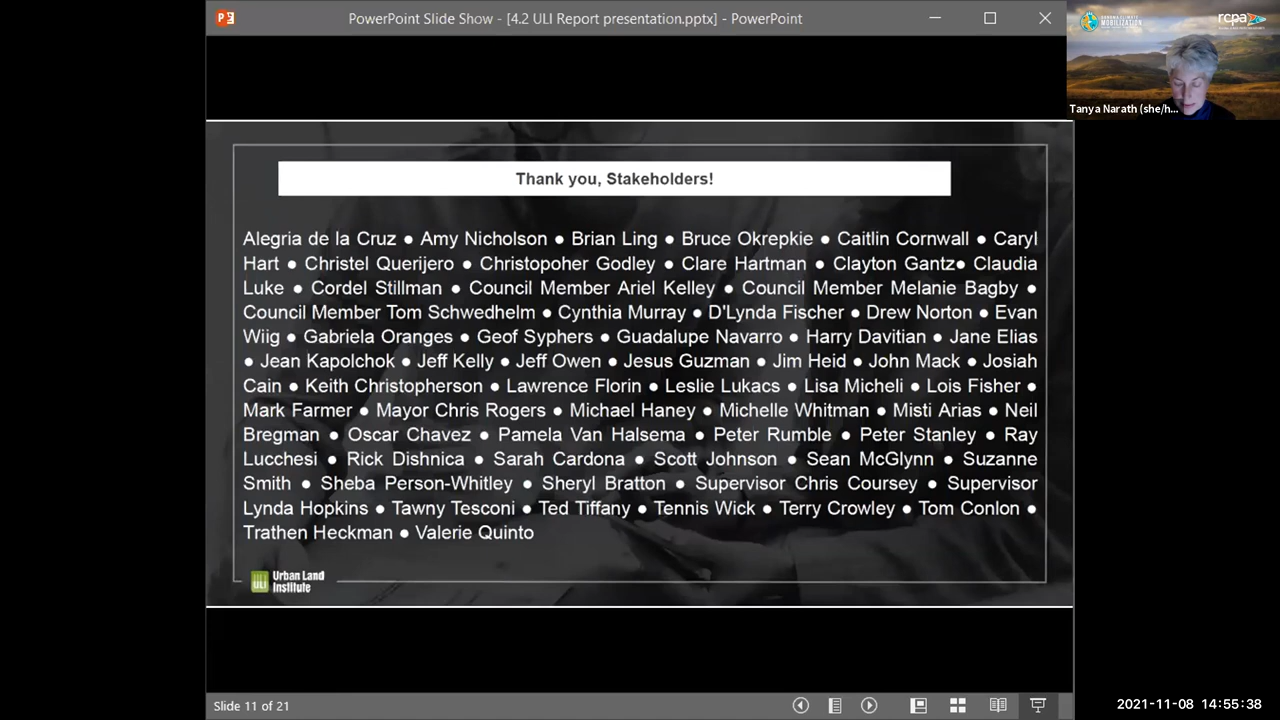 PowerPoint Slide Show - [4.2 ULI Report presentation.pptx] - PowerPoint
rcpa
MOBILIZATION
Tanya Narath (she/h...
Thank you, Stakeholders!
Alegria de la Cruz ● Amy Nicholson ● Brian Ling ● Bruce Okrepkie ● Caitlin Cornwall ● Caryl
Hart ● Christel Querijero ● Christopoher Godley ● Clare Hartman ● Clayton Gantz● Claudia
Luke ● Cordel Stillman ● Council Member Ariel Kelley ● Council Member Melanie Bagby ●
Council Member Tom Schwedhelm ● Cynthia Murray ● D'Lynda Fischer ● Drew Norton ● Evan
Wiig ● Gabriela Oranges ● Geof Syphers ● Guadalupe Navarro ● Harry Davitian ● Jane Elias
● Jean Kapolchok ● Jeff Kelly ● Jeff Owen ● Jesus Guzman ● Jim Heid ● John Mack ● Josiah
Cain ● Keith Christopherson ● Lawrence Florin ● Leslie Lukacs ● Lisa Micheli ● Lois Fisher ●
Mark Farmer ● Mayor Chris Rogers ● Michael Haney ● Michelle Whitman ● Misti Arias ● Neil
Bregman ● Oscar Chavez ● Pamela Van Halsema ● Peter Rumble ● Peter Stanley ● Ray
Lucchesi ● Rick Dishnica ● Sarah Cardona ● Scott Johnson ● Sean McGlynn ● Suzanne
Smith ● Sheba Person-Whitley ● Sheryl Bratton ● Supervisor Chris Coursey ● Supervisor
Lynda Hopkins ● Tawny Tesconi ● Ted Tiffany ● Tennis Wick ● Terry Crowley ● Tom Conlon ●
Trathen Heckman ● Valerie Quinto
ULI Urban Land
Institute
Slide 11 of 21
2021-11-08 14:55:38